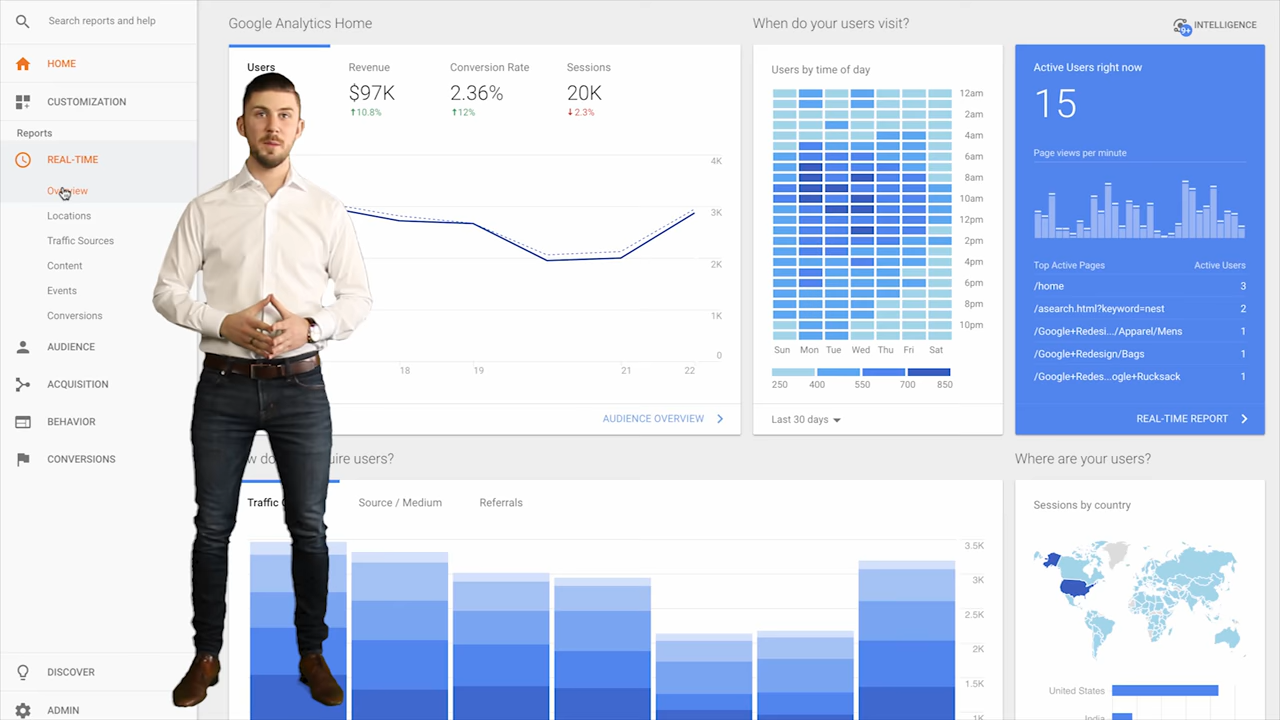 Search reports and help
HOME
CUSTOMIZATION
Reports
REAL-TIME
Overview
Locations
Traffic Sources
Content
Events
Conversions
AUDIENCE
ACQUISITION
BEHAVIOR
CONVERSIONS
DISCOVER
ADMIN
Google Analytics Home
Users
Revenue
$97K
10.8%
Conversion Rate
2.36%
12%
Sessions
20K
2.3%
4K
3K
2K
1K
0
18 19 21 22
AUDIENCE OVERVIEW
When do your users visit?
Users by time of day
12am
2am
4am
6am
8am
10am
12pm
2pm
4pm
6pm
8pm
10pm
Sun Mon Tue Wed Thu Fri Sat
250 400 550 700 850
Last 30 days
INTELLIGENCE
9+
Active Users right now
15
Page views per minute
Top Active Pages Active Users
/home 3
/asearch.html?keyword=nest 2
/Google+Redesi.../Apparel/Mens 1
/Google+Redesign/Bags 1
/Google+Redes...ogle+Rucksack 1
REAL-TIME REPORT
do users?
Traffic
Source / Medium
Referrals
3.5K
3K
2.5K
2K
1.5K
1K
Where are your users?
Sessions by country
United States
India